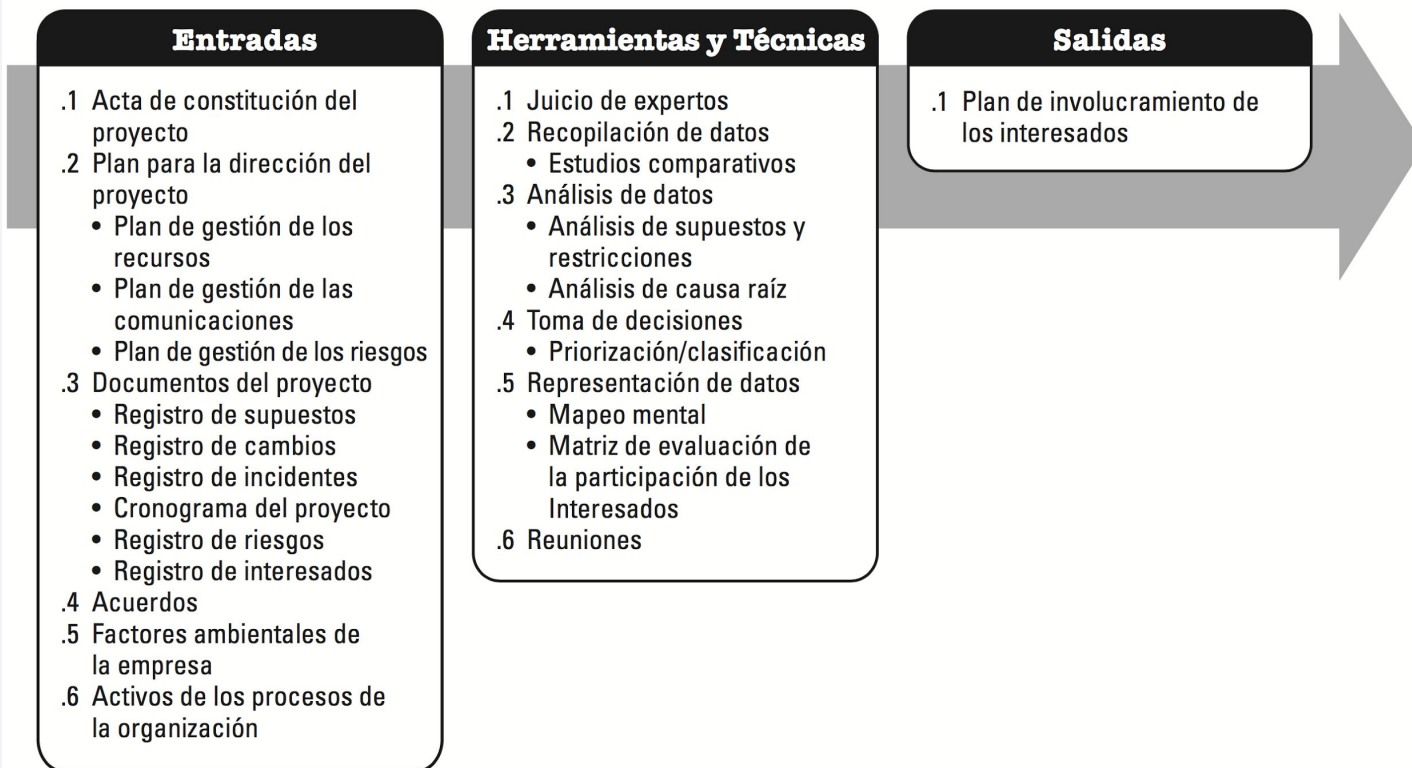 Entradas
.1 Acta de constitución del
proyecto
.2 Plan para la dirección del
proyecto
• Plan de gestión de los
recursos
• Plan de gestión de las
comunicaciones
• Plan de gestión de los riesgos
.3 Documentos del proyecto
• Registro de supuestos
• Registro de cambios
• Registro de incidentes
• Cronograma del proyecto
• Registro de riesgos
• Registro de interesados
.4 Acuerdos
.5 Factores ambientales de
la empresa
.6 Activos de los procesos de
la organización
Herramientas y Técnicas
.1 Juicio de expertos
.2 Recopilación de datos
• Estudios comparativos
.3 Análisis de datos
• Análisis de supuestos y
restricciones
• Análisis de causa raíz
.4 Toma de decisiones
• Priorización/clasificación
.5 Representación de datos
• Mapeo mental
• Matriz de evaluación de
la participación de los
Interesados
.6 Reuniones
Salidas
.1 Plan de involucramiento de
los interesados